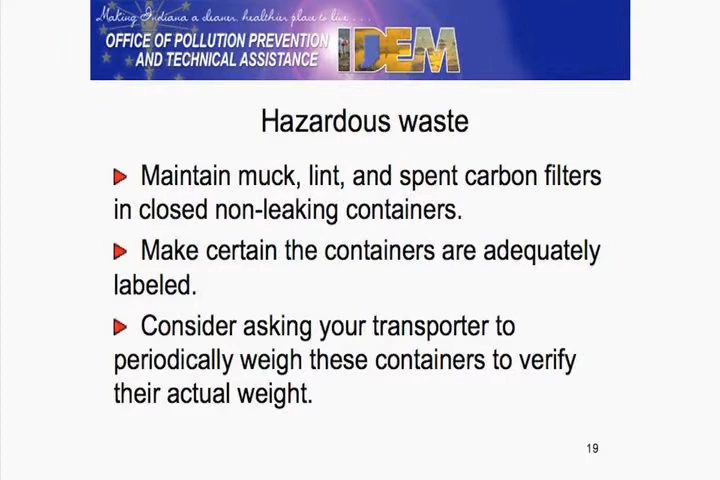 Making Indiana a cleaner, healthier place to live . . .
OFFICE OF POLLUTION PREVENTION
AND TECHNICAL ASSISTANCE
IDEM
Hazardous waste
Maintain muck, lint, and spent carbon filters
in closed non-leaking containers.
Make certain the containers are adequately
labeled.
Consider asking your transporter to
periodically weigh these containers to verify
their actual weight.
19